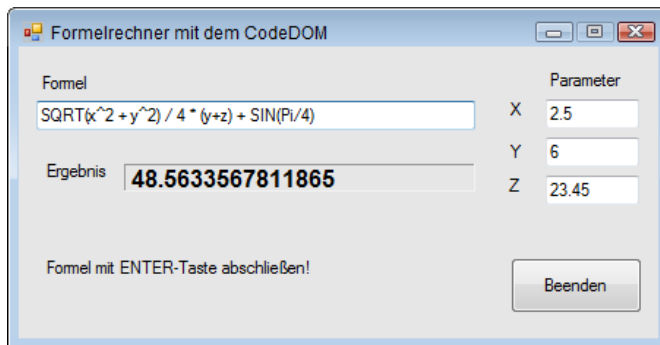 Formelrechner mit dem CodeDOM
Formel
SQRT(x^2 + y^2) / 4 * (y+z) + SIN(Pi/4)
Ergebnis 48.5633567811865
Formel mit ENTER-Taste abschließen!
Parameter
X 2.5
Y 6
Z 23.45
Beenden